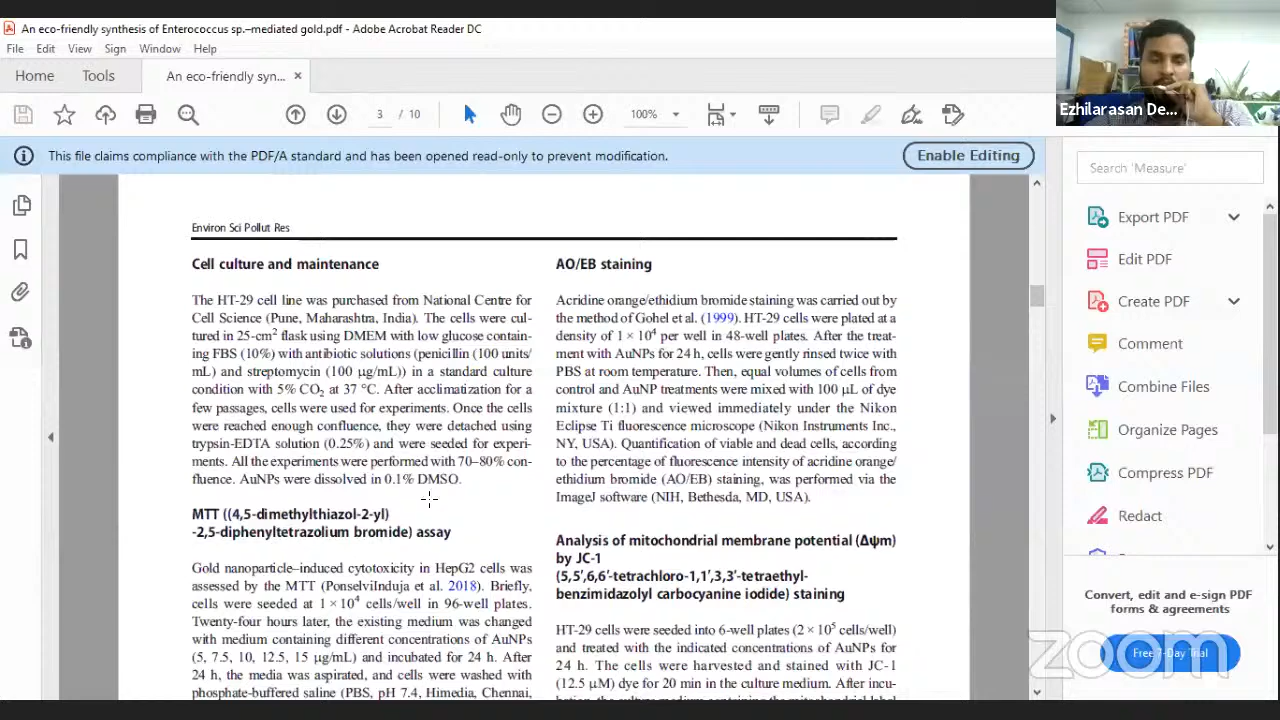 An eco-friendly synthesis of Enterococcus sp.–mediated gold.pdf - Adobe Acrobat Reader DC
File Edit View Sign Window Help
Home Tools An eco-friendly syn... ×
3 / 10 100%
This file claims compliance with the PDF/A standard and has been opened read-only to prevent modification. Enable Editing
Ezhilarasan De...
Environ Sci Pollut Res
Cell culture and maintenance
The HT-29 cell line was purchased from National Centre for
Cell Science (Pune, Maharashtra, India). The cells were cul-
tured in 25-cm² flask using DMEM with low glucose contain-
ing FBS (10%) with antibiotic solutions (penicillin (100 units/
mL) and streptomycin (100 μg/mL)) in a standard culture
condition with 5% CO₂ at 37 °C. After acclimatization for a
few passages, cells were used for experiments. Once the cells
were reached enough confluence, they were detached using
trypsin-EDTA solution (0.25%) and were seeded for experi-
ments. All the experiments were performed with 70–80% con-
fluence. AuNPs were dissolved in 0.1% DMSO.
MTT ((4,5-dimethylthiazol-2-yl)
-2,5-diphenyltetrazolium bromide) assay
Gold nanoparticle–induced cytotoxicity in HepG2 cells was
assessed by the MTT (PonselviInduja et al. 2018). Briefly,
cells were seeded at 1 × 10⁴ cells/well in 96-well plates.
Twenty-four hours later, the existing medium was changed
with medium containing different concentrations of AuNPs
(5, 7.5, 10, 12.5, 15 μg/mL) and incubated for 24 h. After
24 h, the media was aspirated, and cells were washed with
phosphate-buffered saline (PBS, pH 7.4, Himedia, Chennai,
AO/EB staining
Acridine orange/ethidium bromide staining was carried out by
the method of Gohel et al. (1999). HT-29 cells were plated at a
density of 1 × 10⁴ per well in 48-well plates. After the treat-
ment with AuNPs for 24 h, cells were gently rinsed twice with
PBS at room temperature. Then, equal volumes of cells from
control and AuNP treatments were mixed with 100 μL of dye
mixture (1:1) and viewed immediately under the Nikon
Eclipse Ti fluorescence microscope (Nikon Instruments Inc.,
NY, USA). Quantification of viable and dead cells, according
to the percentage of fluorescence intensity of acridine orange/
ethidium bromide (AO/EB) staining, was performed via the
ImageJ software (NIH, Bethesda, MD, USA).
Analysis of mitochondrial membrane potential (Δψm)
by JC-1
(5,5′,6,6′-tetrachloro-1,1′,3,3′-tetraethyl-
benzimidazolyl carbocyanine iodide) staining
HT-29 cells were seeded into 6-well plates (2 × 10⁵ cells/well)
and treated with the indicated concentrations of AuNPs for
24 h. The cells were harvested and stained with JC-1
(12.5 μM) dye for 20 min in the culture medium. After incu-
Search 'Measure'
Export PDF
Edit PDF
Create PDF
Comment
Combine Files
Organize Pages
Compress PDF
Redact
Convert, edit and e-sign PDF
forms & agreements
Free 7-Day Trial
zoom